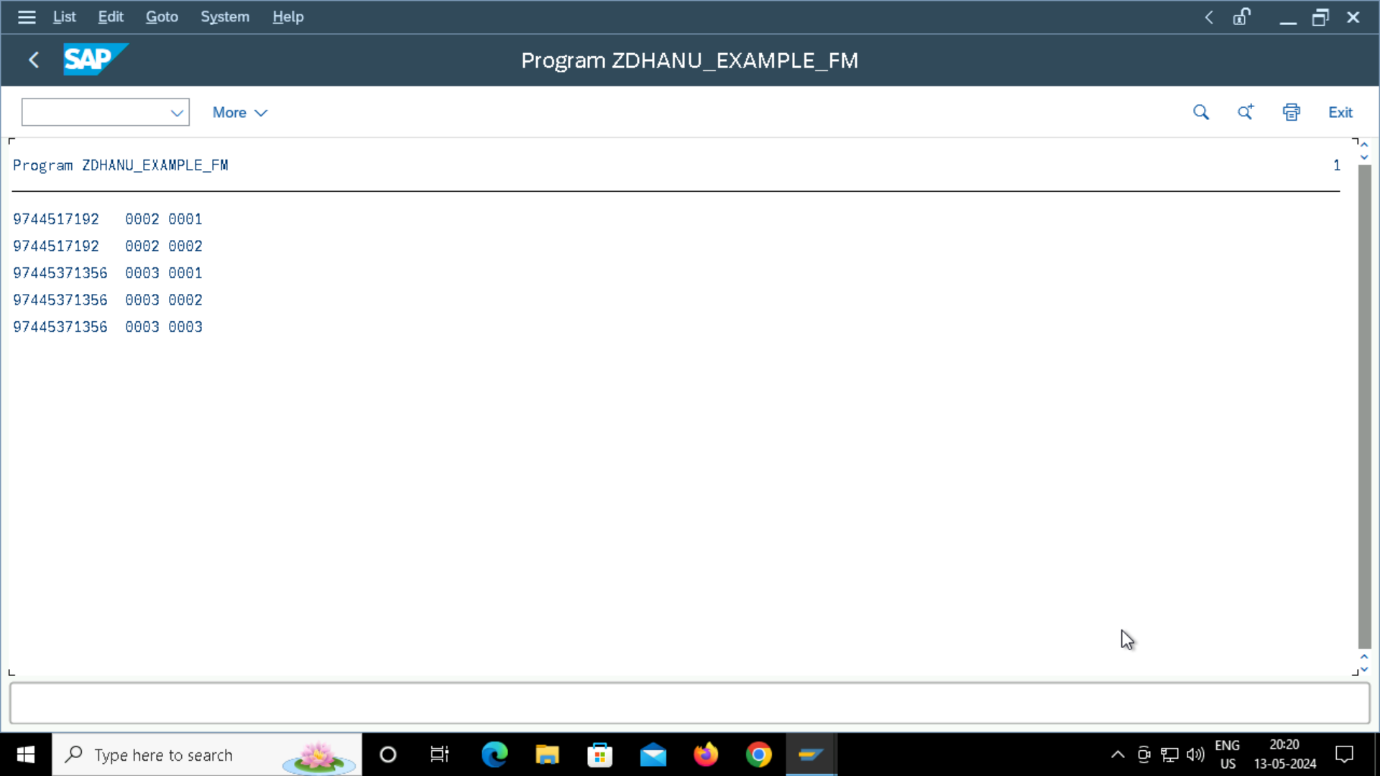 List Edit Goto System Help
SAP Program ZDHANU_EXAMPLE_FM
More Exit
Program ZDHANU_EXAMPLE_FM 1
9744517192 0002 0001
9744517192 0002 0002
97445371356 0003 0001
97445371356 0003 0002
97445371356 0003 0003
Type here to search
ENG
US
20:20
13-05-2024